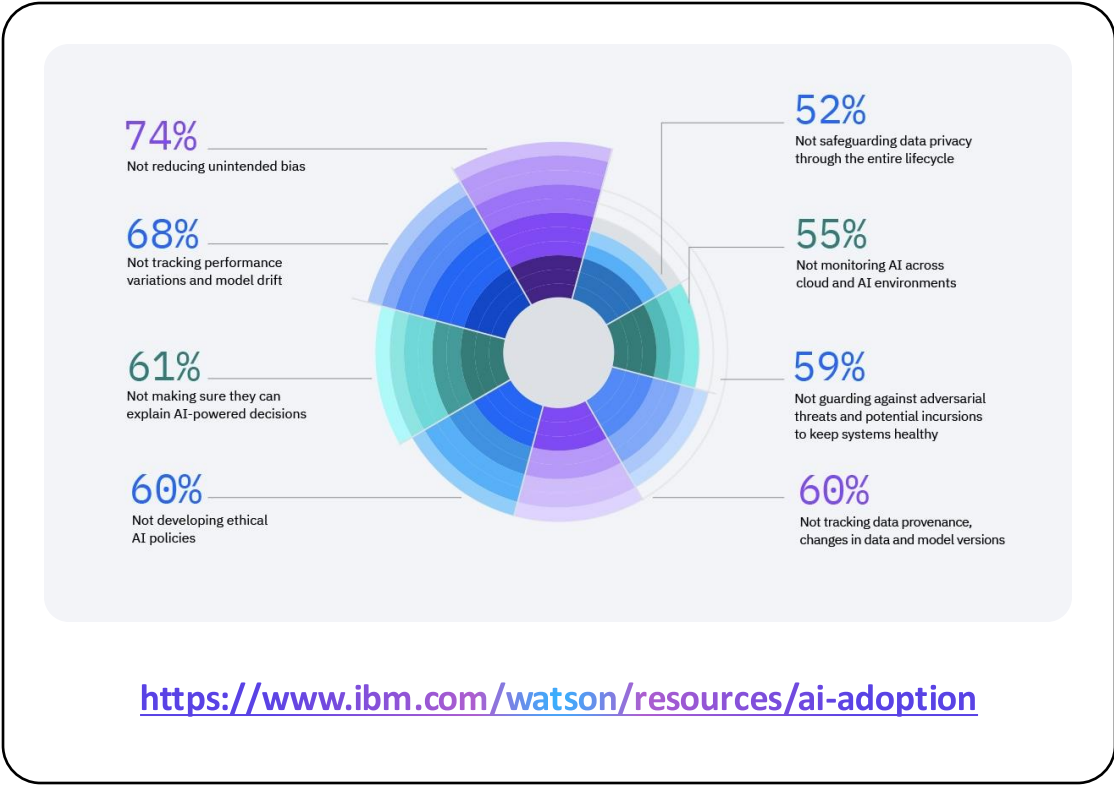 74%
Not reducing unintended bias
68%
Not tracking performance
variations and model drift
61%
Not making sure they can
explain AI-powered decisions
60%
Not developing ethical
AI policies
52%
Not safeguarding data privacy
through the entire lifecycle
55%
Not monitoring AI across
cloud and AI environments
59%
Not guarding against adversarial
threats and potential incursions
to keep systems healthy
60%
Not tracking data provenance,
changes in data and model versions
https://www.ibm.com/watson/resources/ai-adoption